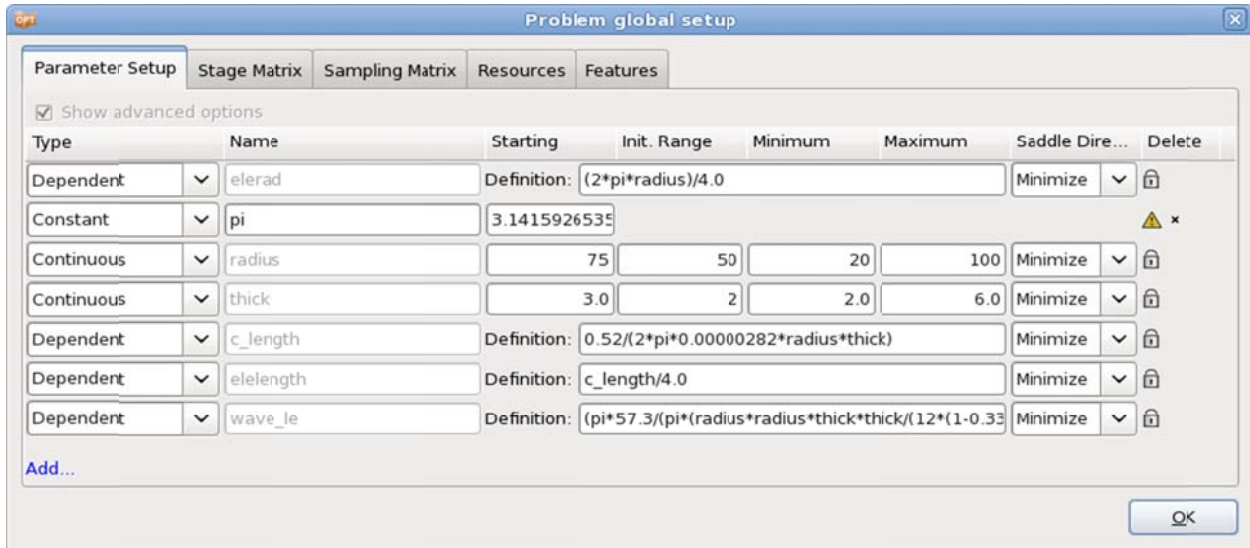 OPT Problem global setup
Parameter Setup Stage Matrix Sampling Matrix Resources Features
Show advanced options
Type Name Starting Init. Range Minimum Maximum Saddle Dire... Delete
Dependent elerad Definition: (2*pi*radius)/4.0 Minimize
Constant pi 3.1415926535
Continuous radius 75 50 20 100 Minimize
Continuous thick 3.0 2 2.0 6.0 Minimize
Dependent c_length Definition: 0.52/(2*pi*0.00000282*radius*thick) Minimize
Dependent elelength Definition: c_length/4.0 Minimize
Dependent wave_le Definition: (pi*57.3/(pi*(radius*radius*thick*thick/(12*(1-0.33 Minimize
Add...
OK